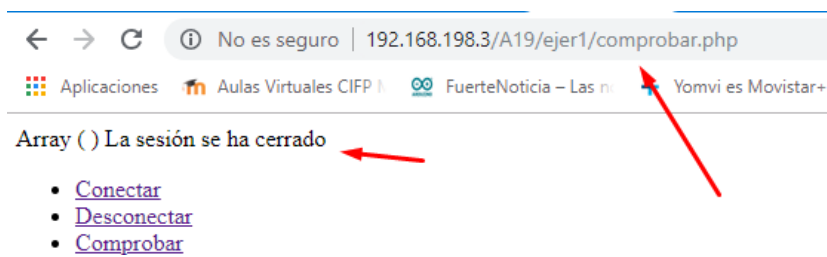 No es seguro | 192.168.198.3/A19/ejer1/comprobar.php
Aplicaciones Aulas Virtuales CIFP FuerteNoticia – Las Yomvi es Movistar+
Array ( ) La sesión se ha cerrado
Conectar
Desconectar
Comprobar